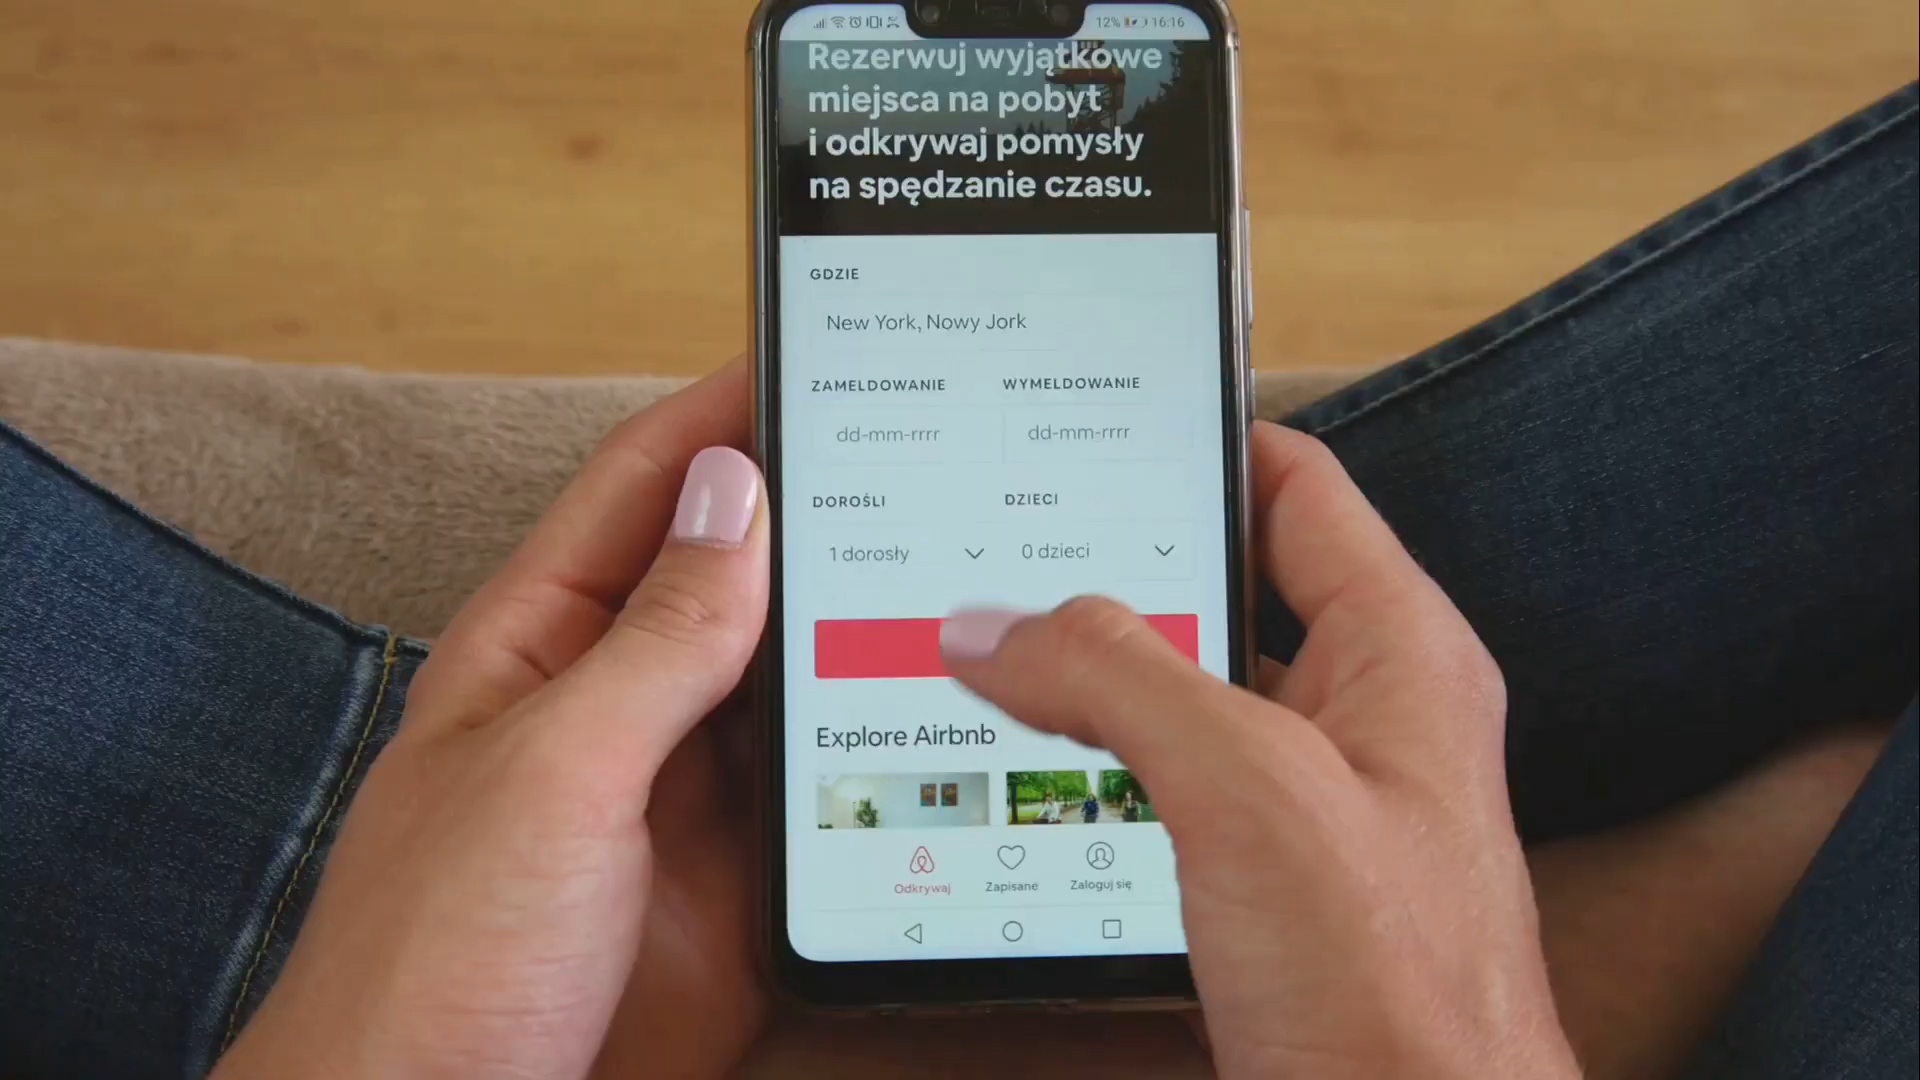 12% 16:16
Rezerwuj wyjątkowe
miejsca na pobyt
i odkrywaj pomysły
na spędzanie czasu.
GDZIE
New York, Nowy Jork
ZAMELDOWANIE WYMELDOWANIE
dd-mm-rrrr dd-mm-rrrr
DOROŚLI DZIECI
1 dorosły 0 dzieci
Explore Airbnb
Odkrywaj Zapisane Zaloguj się